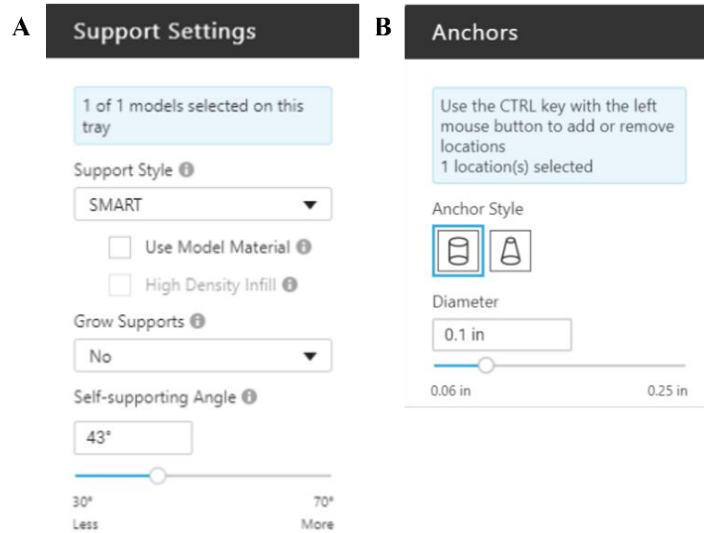 A
Support Settings
1 of 1 models selected on this
tray
Support Style
SMART
Use Model Material
High Density Infill
Grow Supports
No
Self-supporting Angle
43°
30° 70°
Less More
B
Anchors
Use the CTRL key with the left
mouse button to add or remove
locations
1 location(s) selected
Anchor Style
Diameter
0.1 in
0.06 in 0.25 in